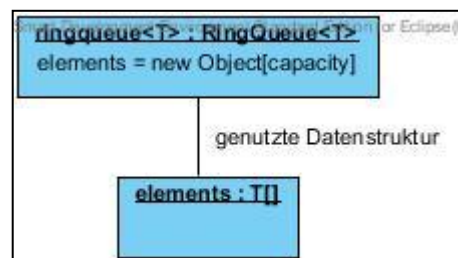 ringqueue<T> : RingQueue<T>
elements = new Object[capacity]
genutzte Datenstruktur
elements : T[]